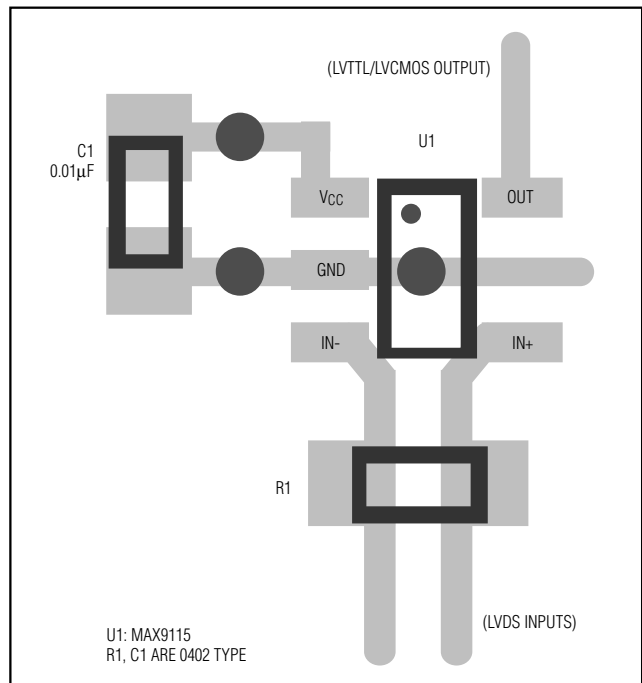 (LVTTL/LVCMOS OUTPUT)
C1
0.01µF
U1
VCC
OUT
GND
IN-
IN+
R1
(LVDS INPUTS)
U1: MAX9115
R1, C1 ARE 0402 TYPE